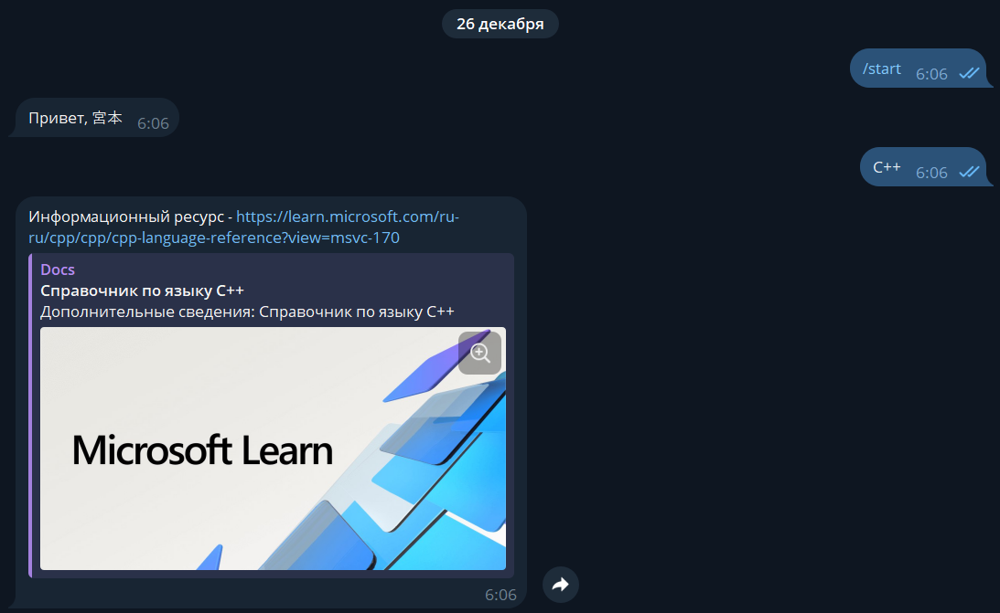 26 декабря
/start 6:06
Привет, 宮本 6:06
C++ 6:06
Информационный ресурс - https://learn.microsoft.com/ru-
ru/cpp/cpp/cpp-language-reference?view=msvc-170
Docs
Справочник по языку C++
Дополнительные сведения: Справочник по языку C++
Microsoft Learn
6:06